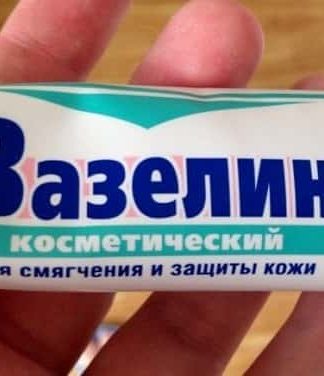 Вазелин
косметический
я смягчения и защиты кожи